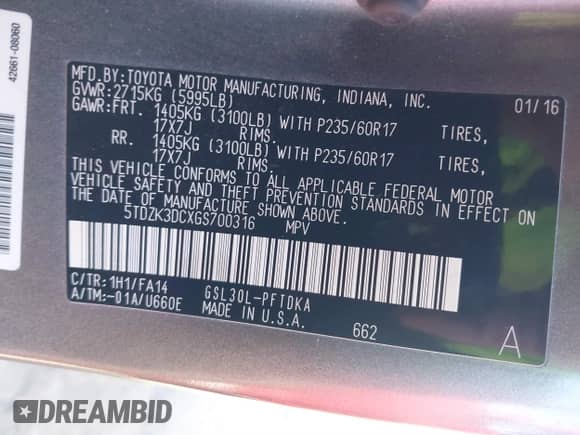 42661-08060
MFD.BY:TOYOTA MOTOR MANUFACTURING, INDIANA, INC.
GVWR:2715KG (5995LB) 01/16
GAWR:FRT. 1405KG (3100LB) WITH P235/60R17 TIRES,
17X7J RIMS.
RR. 1405KG (3100LB) WITH P235/60R17 TIRES,
17X7J RIMS.
THIS VEHICLE CONFORMS TO ALL APPLICABLE FEDERAL MOTOR
VEHICLE SAFETY AND THEFT PREVENTION STANDARDS IN EFFECT ON
THE DATE OF MANUFACTURE SHOWN ABOVE.
5TDZK3DCXGS700316 MPV
C/TR:1H1/FA14
A/TM:-01A/U660E
GSL30L-PFTDKA
MADE IN U.S.A.
662
A
DREAMBID